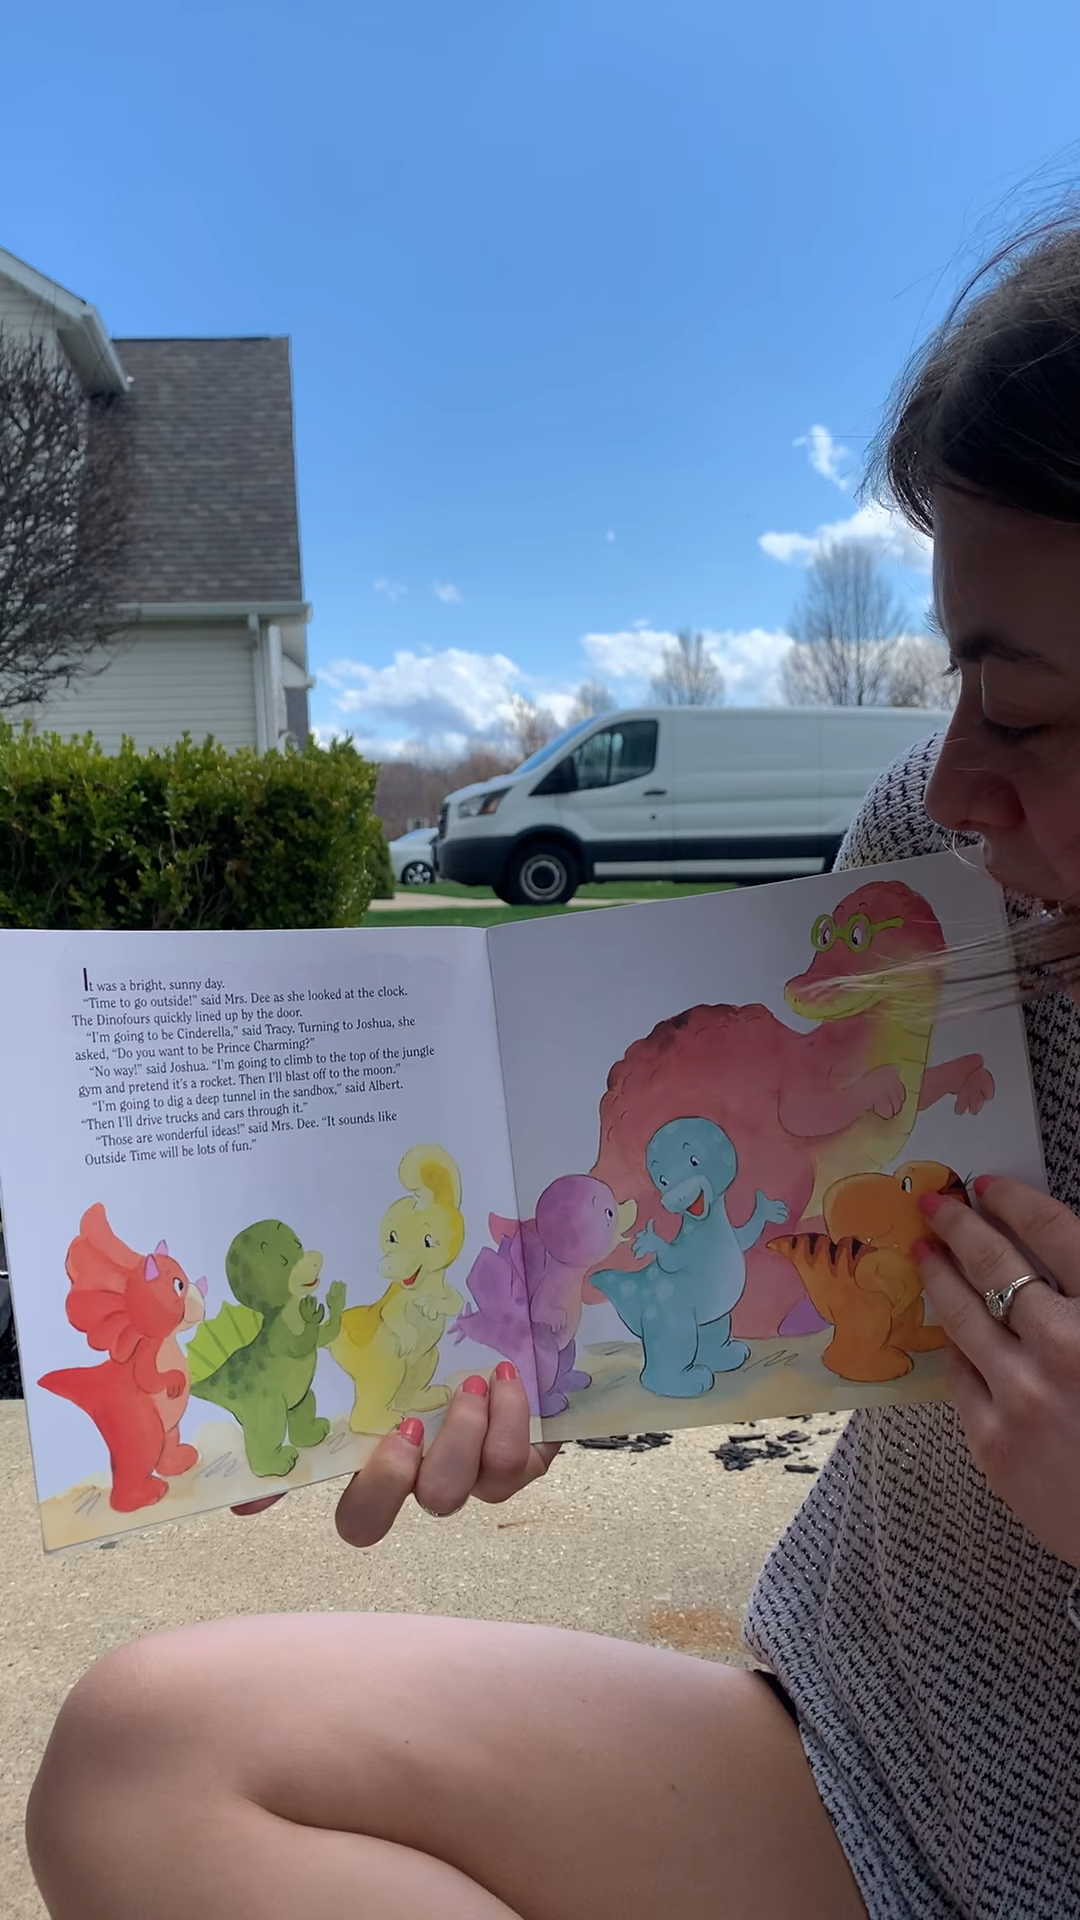 It was a bright, sunny day.
“Time to go outside!” said Mrs. Dee as she looked at the clock.
The Dinofours quickly lined up by the door.
“I’m going to be Cinderella,” said Tracy. Turning to Joshua, she
asked, “Do you want to be Prince Charming?”
“No way!” said Joshua. “I’m going to climb to the top of the jungle
gym and pretend it’s a rocket. Then I’ll blast off to the moon.”
“I’m going to dig a deep tunnel in the sandbox,” said Albert.
“Then I’ll drive trucks and cars through it.”
“Those are wonderful ideas!” said Mrs. Dee. “It sounds like
Outside Time will be lots of fun.”